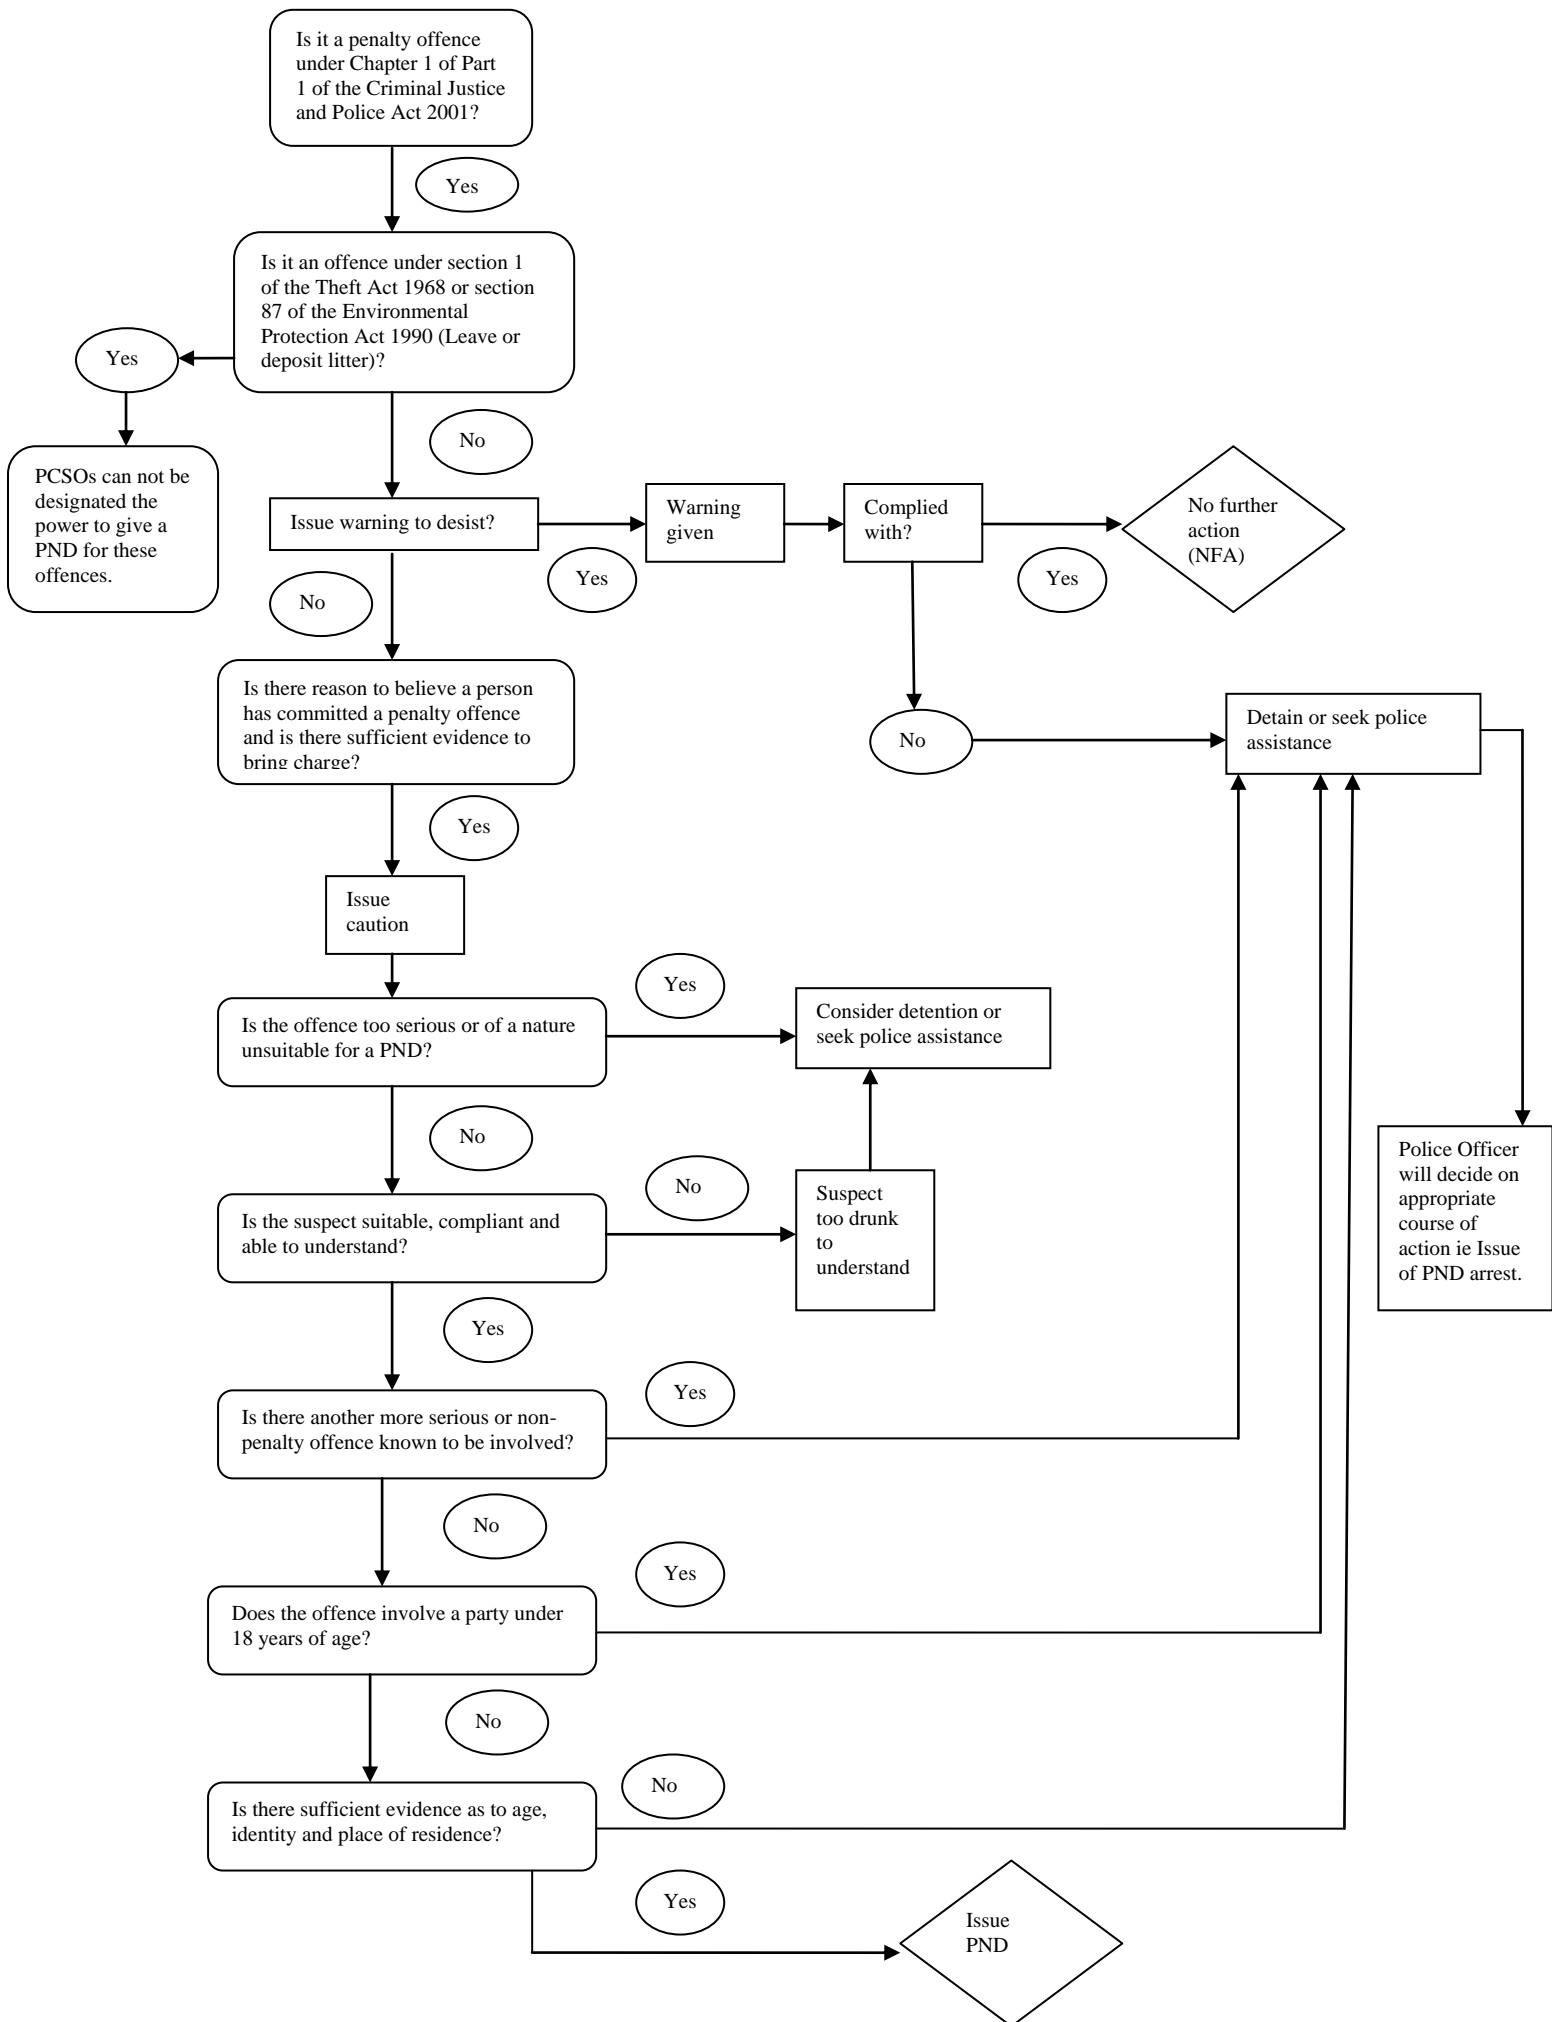 Is it a penalty offence
under Chapter 1 of Part
1 of the Criminal Justice
and Police Act 2001?
Yes
Is it an offence under section 1
of the Theft Act 1968 or section
87 of the Environmental
Protection Act 1990 (Leave or
deposit litter)?
Yes
No
PCSOs can not be
designated the
power to give a
PND for these
offences.
Issue warning to desist?
Warning
given
Complied
with?
No further
action
(NFA)
Yes
Yes
No
Is there reason to believe a person
has committed a penalty offence
and is there sufficient evidence to
bring charge?
No
Detain or seek police
assistance
Yes
Issue
caution
Yes
Is the offence too serious or of a nature
unsuitable for a PND?
Consider detention or
seek police assistance
No
No
Is the suspect suitable, compliant and
able to understand?
Suspect
too drunk
to
understand
Police Officer
will decide on
appropriate
course of
action ie Issue
of PND arrest.
Yes
Yes
Is there another more serious or non-
penalty offence known to be involved?
No
Yes
Does the offence involve a party under
18 years of age?
No
No
Is there sufficient evidence as to age,
identity and place of residence?
Yes
Issue
PND